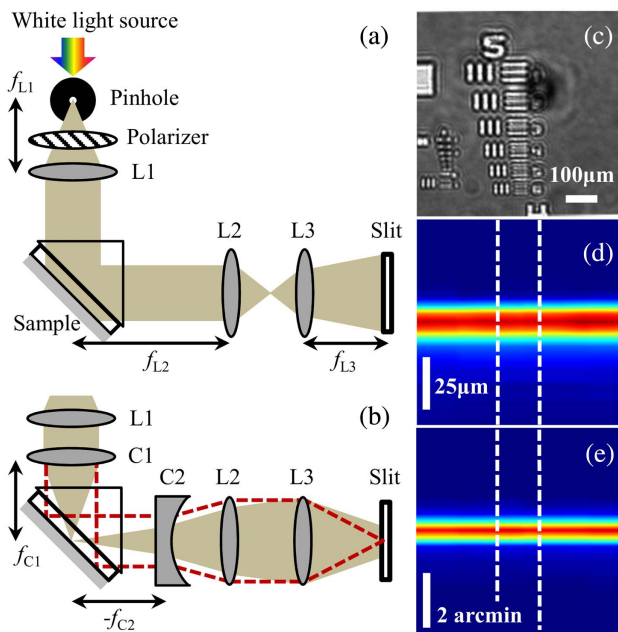 White light source
(a)
f_L1
Pinhole
Polarizer
L1
L2
L3
Slit
Sample
f_L2
f_L3
(b)
L1
C1
C2
L2
L3
Slit
f_C1
-f_C2
(c)
5
100μm
(d)
25μm
(e)
2 arcmin